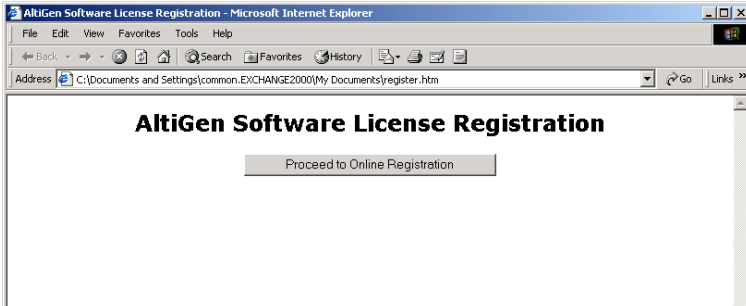 AltiGen Software License Registration - Microsoft Internet Explorer
File Edit View Favorites Tools Help
Back Search Favorites History
Address C:\Documents and Settings\common.EXCHANGE2000\My Documents\register.htm Go Links »
AltiGen Software License Registration
Proceed to Online Registration